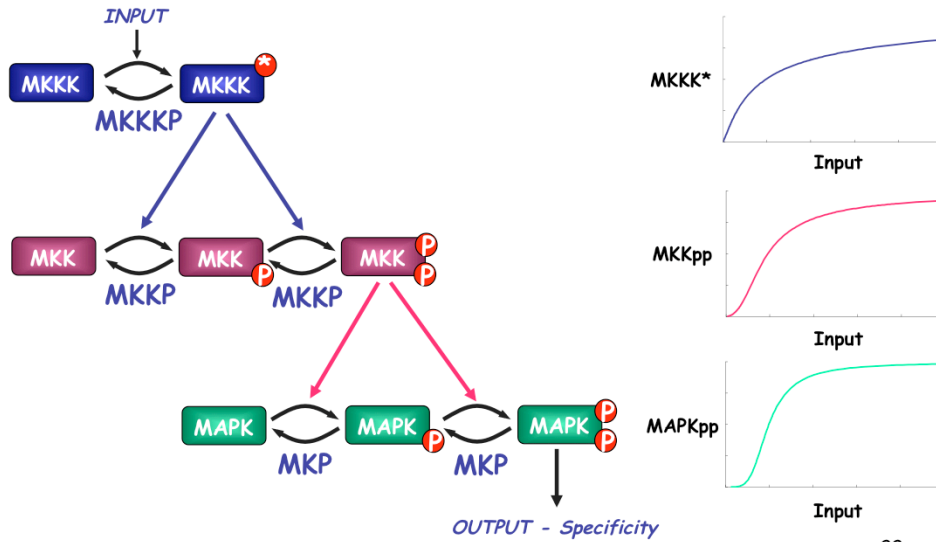 INPUT
MKKK
MKKK
*
MKKKP
MKK
MKK
P
MKK
P
P
MKKP
MKKP
MAPK
MAPK
P
MAPK
P
P
MKP
MKP
OUTPUT - Specificity
MKKK*
Input
MKKpp
Input
MAPKpp
Input